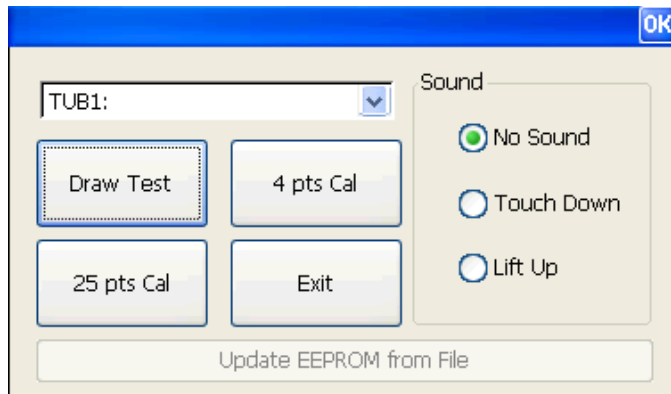 OK
TUB1:
Sound
No Sound
Draw Test
4 pts Cal
Touch Down
25 pts Cal
Exit
Lift Up
Update EEPROM from File